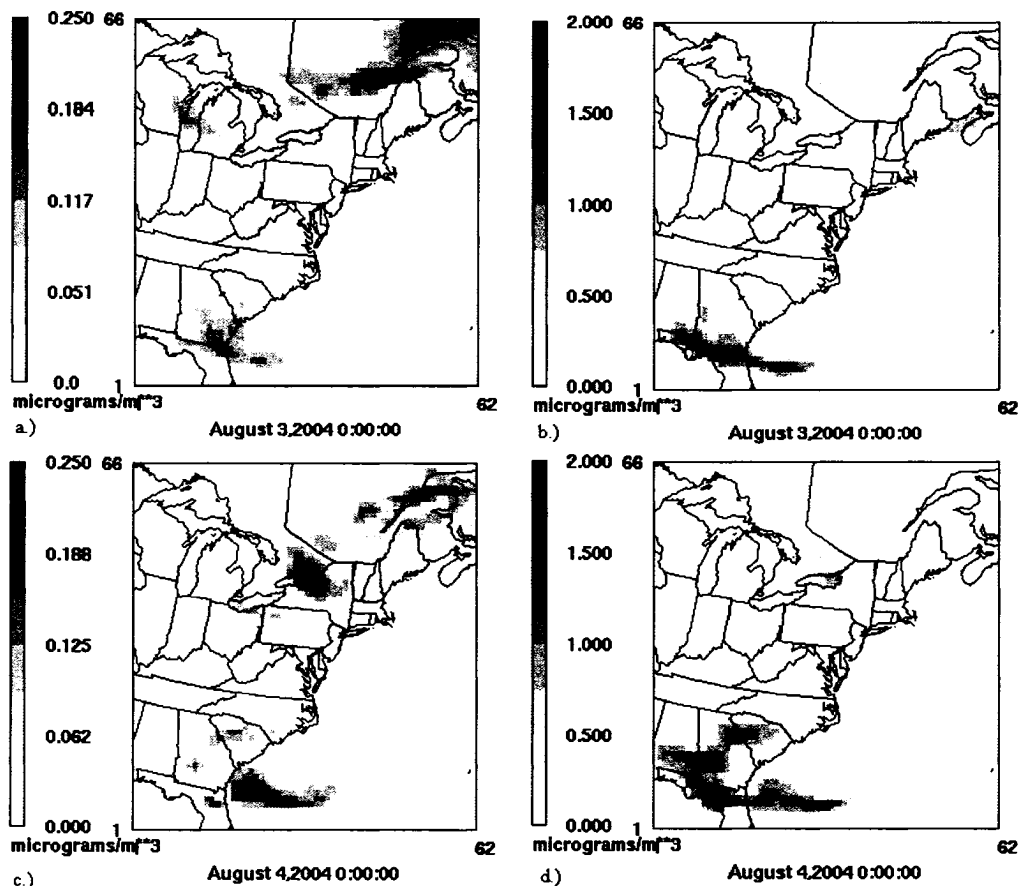 0.250 66
0.184
0.117
0.051
0.0 1
micrograms/m**3 62
a.) August 3,2004 0:00:00
2.000 66
1.500
1.000
0.500
0.000 1
micrograms/m**3 62
b.) August 3,2004 0:00:00
0.250 66
0.188
0.125
0.062
0.000 1
micrograms/m**3 62
c.) August 4,2004 0:00:00
2.000 66
1.500
1.000
0.500
0.000 1
micrograms/m**3 62
d.) August 4,2004 0:00:00